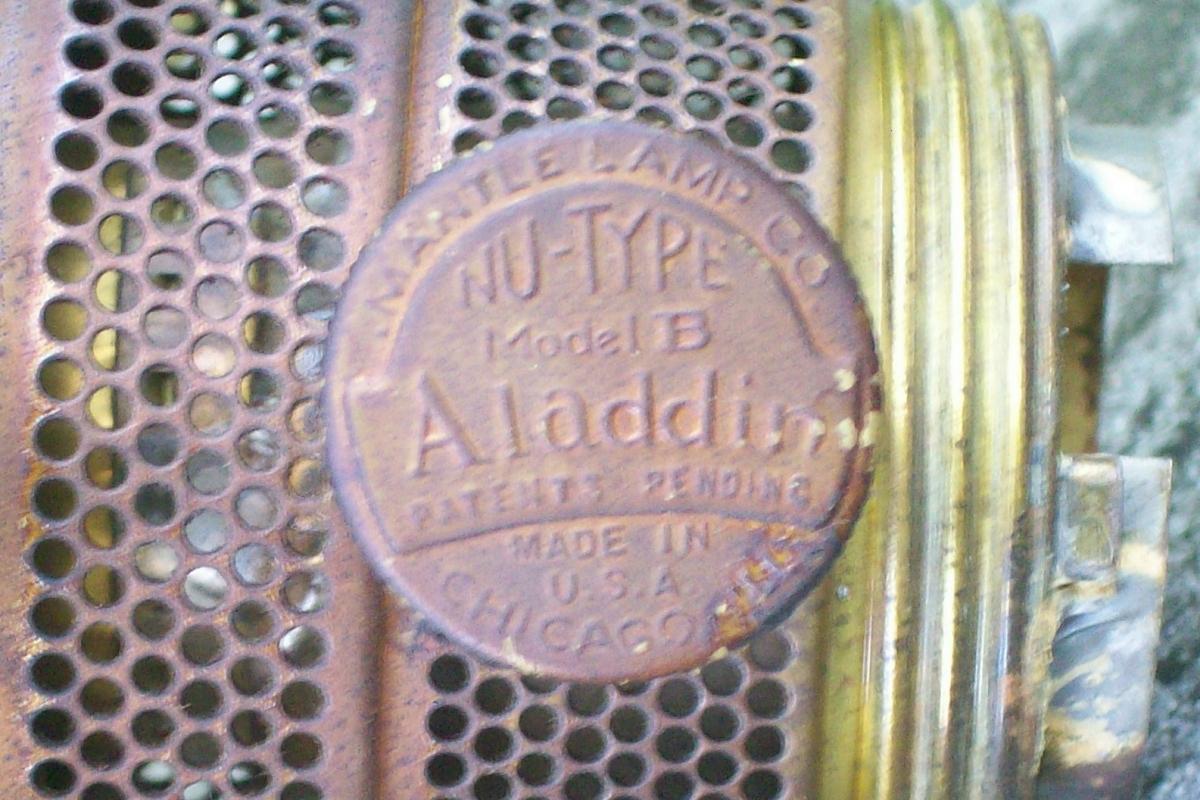 MANTLE LAMP CO
NU-TYPE
Model B
Aladdin
PATENTS PENDING
MADE IN
U.S.A.
CHICAGO